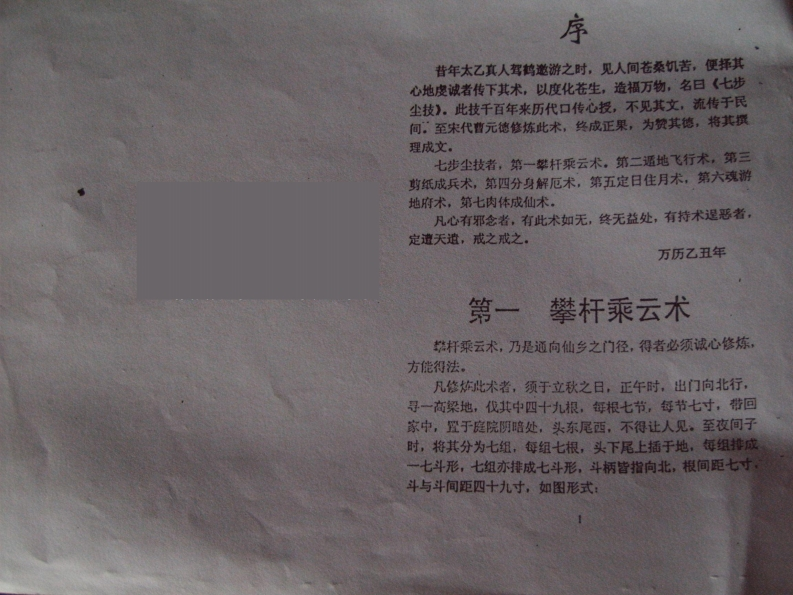 序
昔年太乙真人驾鹤遨游之时，见人间苍桑饥苦，便择其
心地虔诚者传下其术，以度化苍生，造福万物，名曰《七步
尘技》。此技千百年来历代口传心授，不见其文，流传于民
间。至宋代曹元德修炼此术，终成正果，为赞其德，将其撰
理成文。
七步尘技者，第一攀杆乘云术。第二遁地飞行术，第三
剪纸成兵术，第四分身解厄术，第五定日住月术，第六魂游
地府术，第七肉体成仙术。
凡心有邪念者，有此术如无，终无益处，有持术逞恶者，
定遭天遣，戒之戒之。
万历乙丑年
第一 攀杆乘云术
攀杆乘云术，乃是通向仙乡之门径，得者必须诚心修炼，
方能得法。
凡修炼此术者，须于立秋之日，正午时，出门向北行，
寻一高梁地，伐其中四十九根，每根七节，每节七寸，带回
家中，置于庭院阴暗处，头东尾西，不得让人见。至夜间子
时，将其分为七组，每组七根，头下尾上插于地，每组排成
一七斗形，七组亦排成七斗形，斗柄皆指向北，根间距七寸，
斗与斗间距四十九寸，如图形式：
1